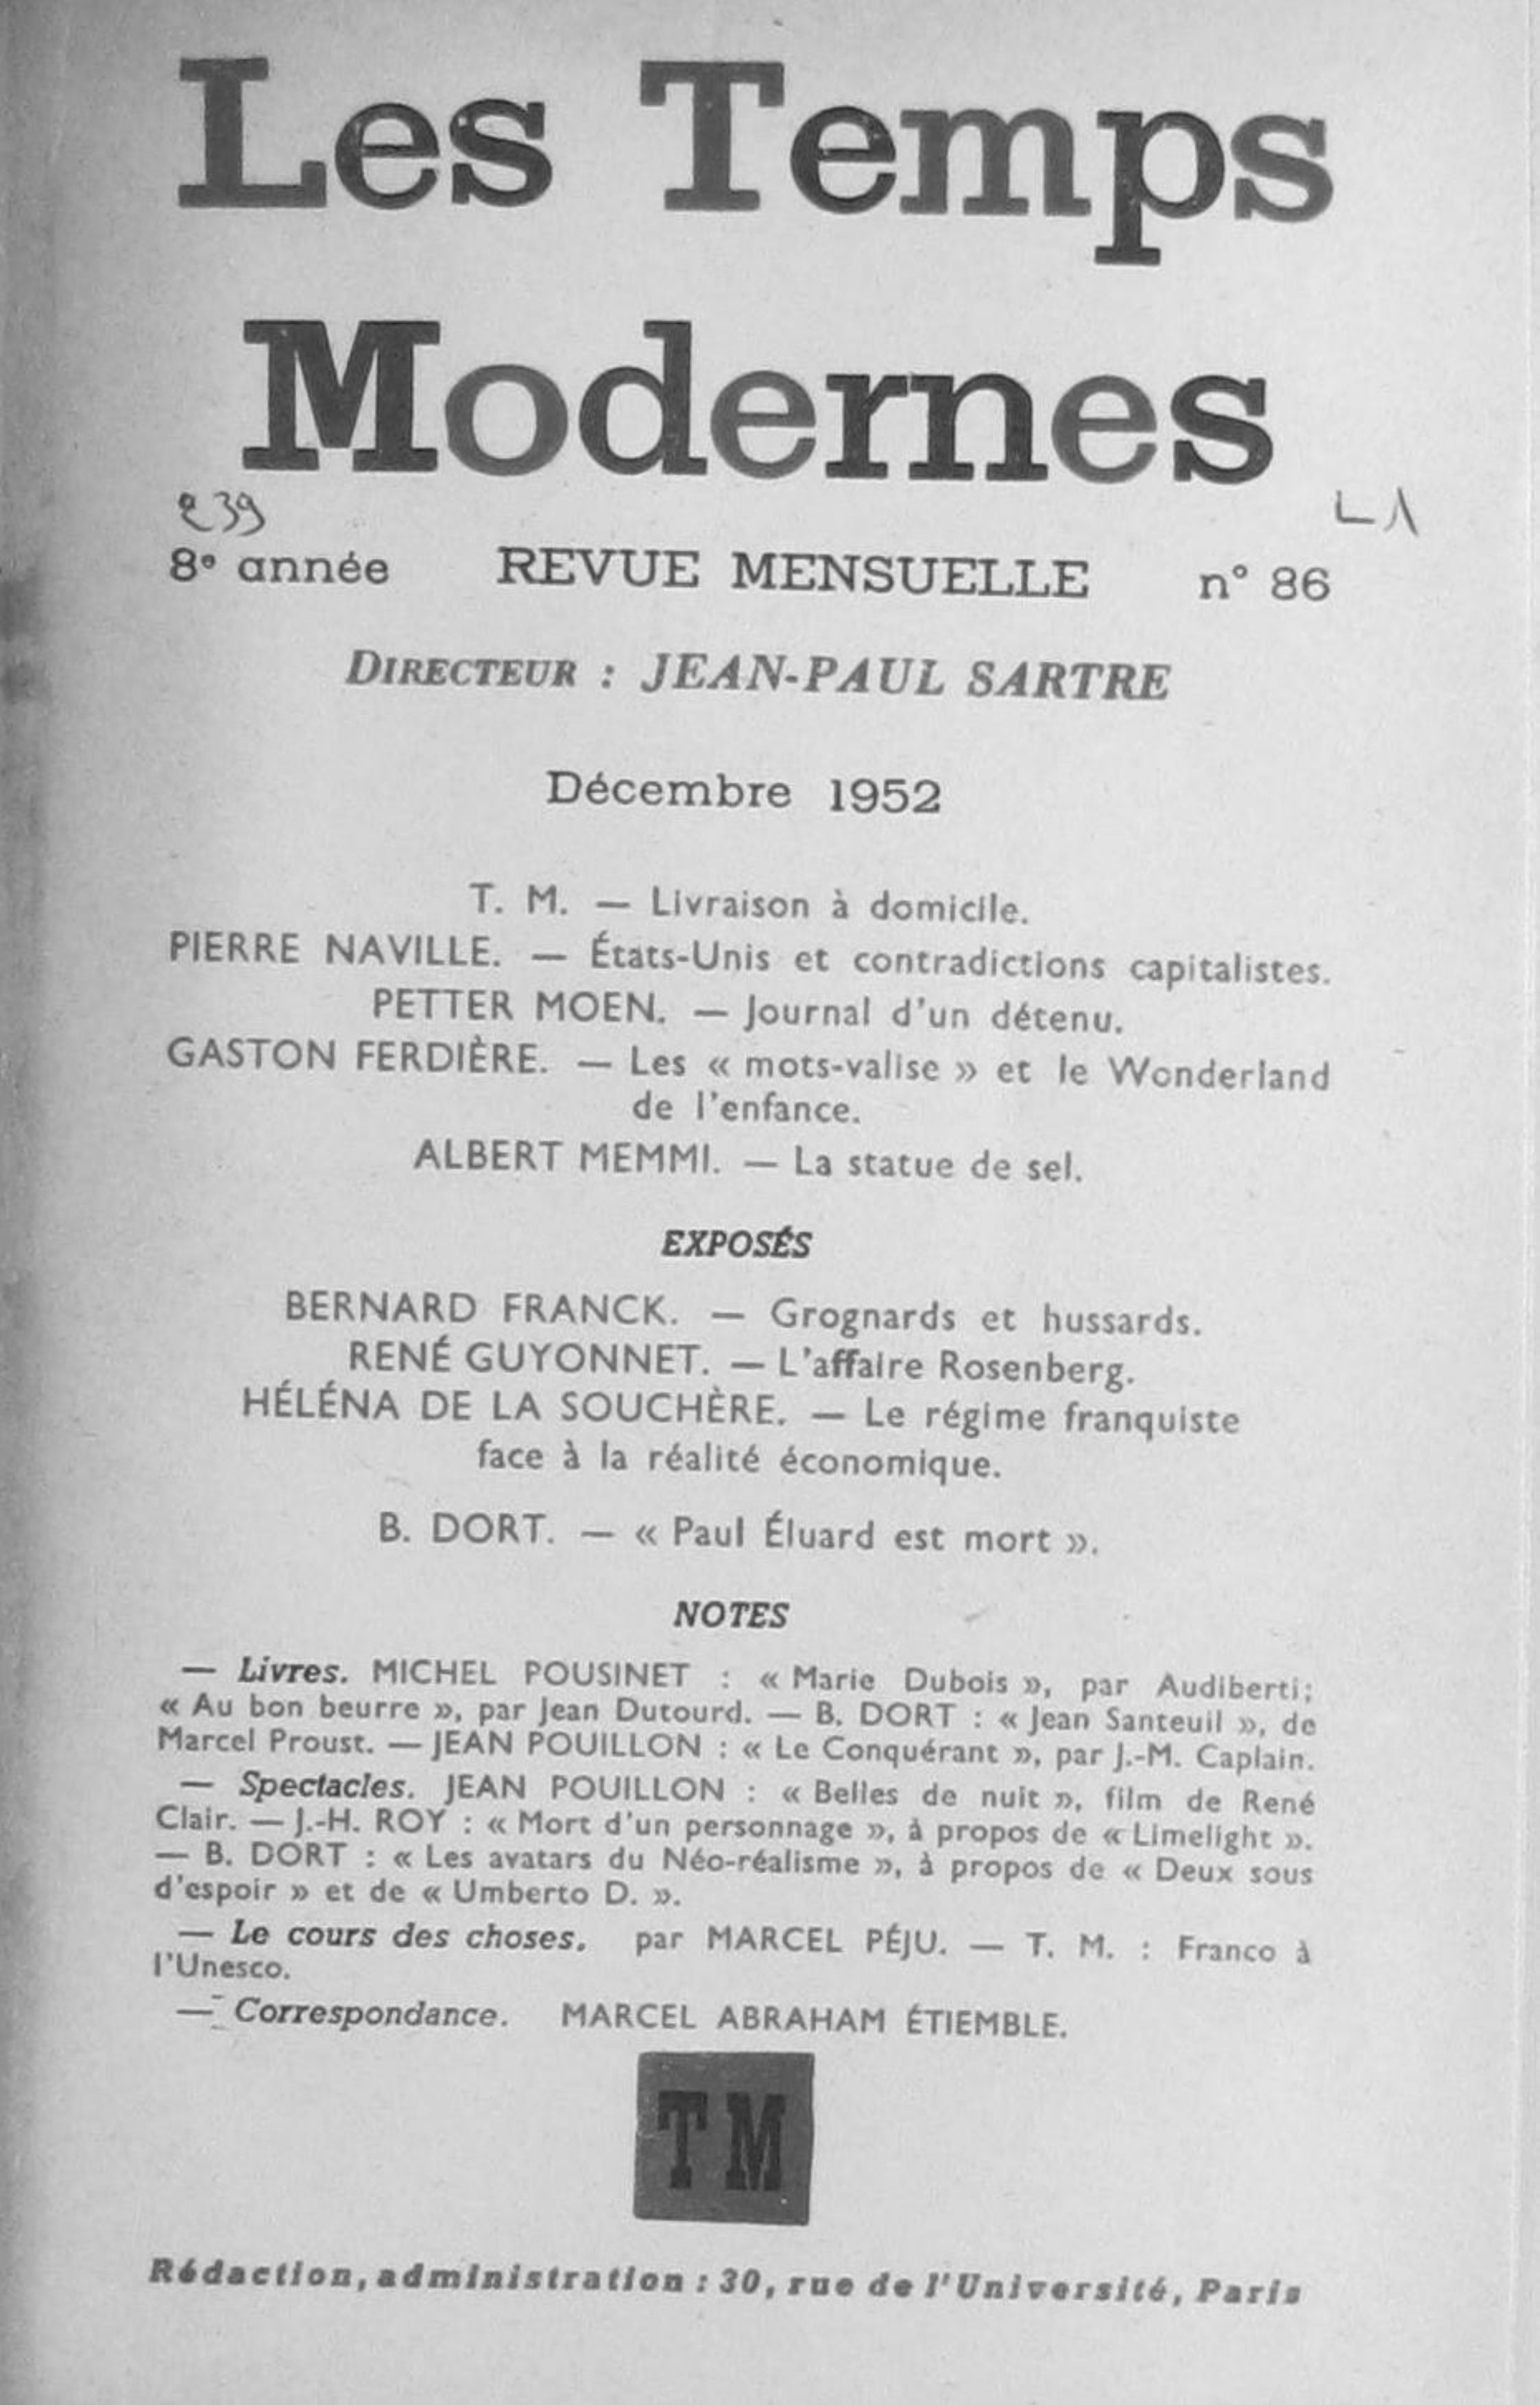 Les Temps
Modernes
239
L1
8e année REVUE MENSUELLE n° 86
DIRECTEUR : JEAN-PAUL SARTRE
Décembre 1952
T. M. — Livraison à domicile.
PIERRE NAVILLE. — États-Unis et contradictions capitalistes.
PETTER MOEN. — Journal d'un détenu.
GASTON FERDIÈRE. — Les « mots-valise » et le Wonderland
de l'enfance.
ALBERT MEMMI. — La statue de sel.
EXPOSÉS
BERNARD FRANCK. — Grognards et hussards.
RENÉ GUYONNET. — L'affaire Rosenberg.
HÉLÉNA DE LA SOUCHÈRE. — Le régime franquiste
face à la réalité économique.
B. DORT. — « Paul Éluard est mort ».
NOTES
— Livres. MICHEL POUSINET : « Marie Dubois », par Audiberti;
« Au bon beurre », par Jean Dutourd. — B. DORT : « Jean Santeuil », de
Marcel Proust. — JEAN POUILLON : « Le Conquérant », par J.-M. Caplain.
— Spectacles. JEAN POUILLON : « Belles de nuit », film de René
Clair. — J.-H. ROY : « Mort d'un personnage », à propos de « Limelight ».
— B. DORT : « Les avatars du Néo-réalisme », à propos de « Deux sous
d'espoir » et de « Umberto D. ».
— Le cours des choses. par MARCEL PÉJU. — T. M. : Franco à
l'Unesco.
— Correspondance. MARCEL ABRAHAM ÉTIEMBLE.
TM
Rédaction, administration : 30, rue de l'Université, Paris